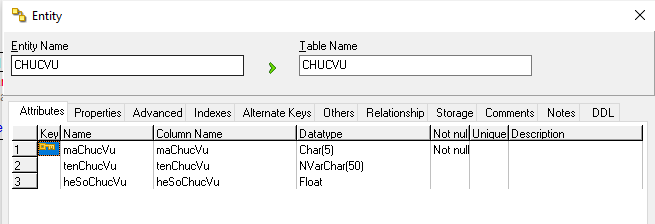 Entity
Entity Name Table Name
CHUCVU CHUCVU
Attributes Properties Advanced Indexes Alternate Keys Others Relationship Storage Comments Notes DDL
Key Name Column Name Datatype Not nul Unique Description
1 maChucVu maChucVu Char(5) Not null
2 tenChucVu tenChucVu NVarChar(50)
3 heSoChucVu heSoChucVu Float